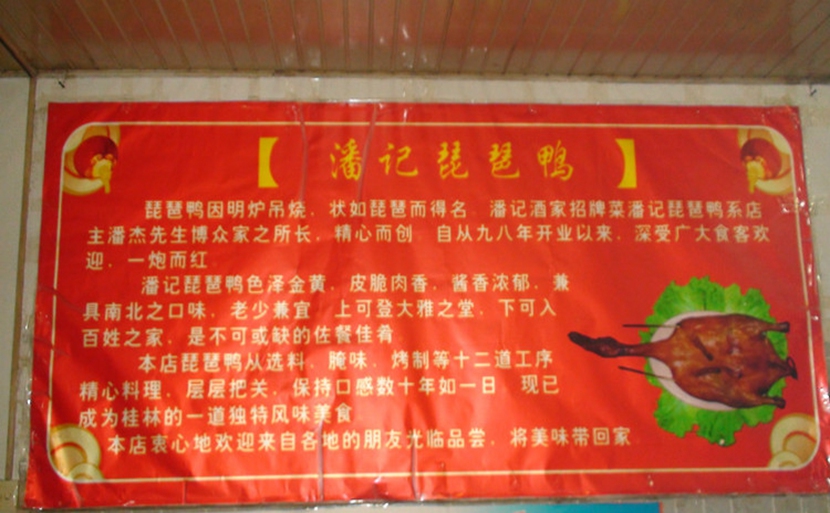 【潘记琵琶鸭】
琵琶鸭因明炉吊烧，状如琵琶而得名。潘记酒家招牌菜潘记琵琶鸭系店
主潘杰先生博众家之所长，精心而创。自从九八年开业以来，深受广大食客欢
迎，一炮而红。
潘记琵琶鸭色泽金黄，皮脆肉香，酱香浓郁，兼
具南北之口味，老少兼宜。上可登大雅之堂，下可入
百姓之家，是不可或缺的佐餐佳肴
本店琵琶鸭从选料、腌味、烤制等十二道工序
精心料理，层层把关，保持口感数十年如一日。现已
成为桂林的一道独特风味美食
本店衷心地欢迎来自各地的朋友光临品尝，将美味带回家。